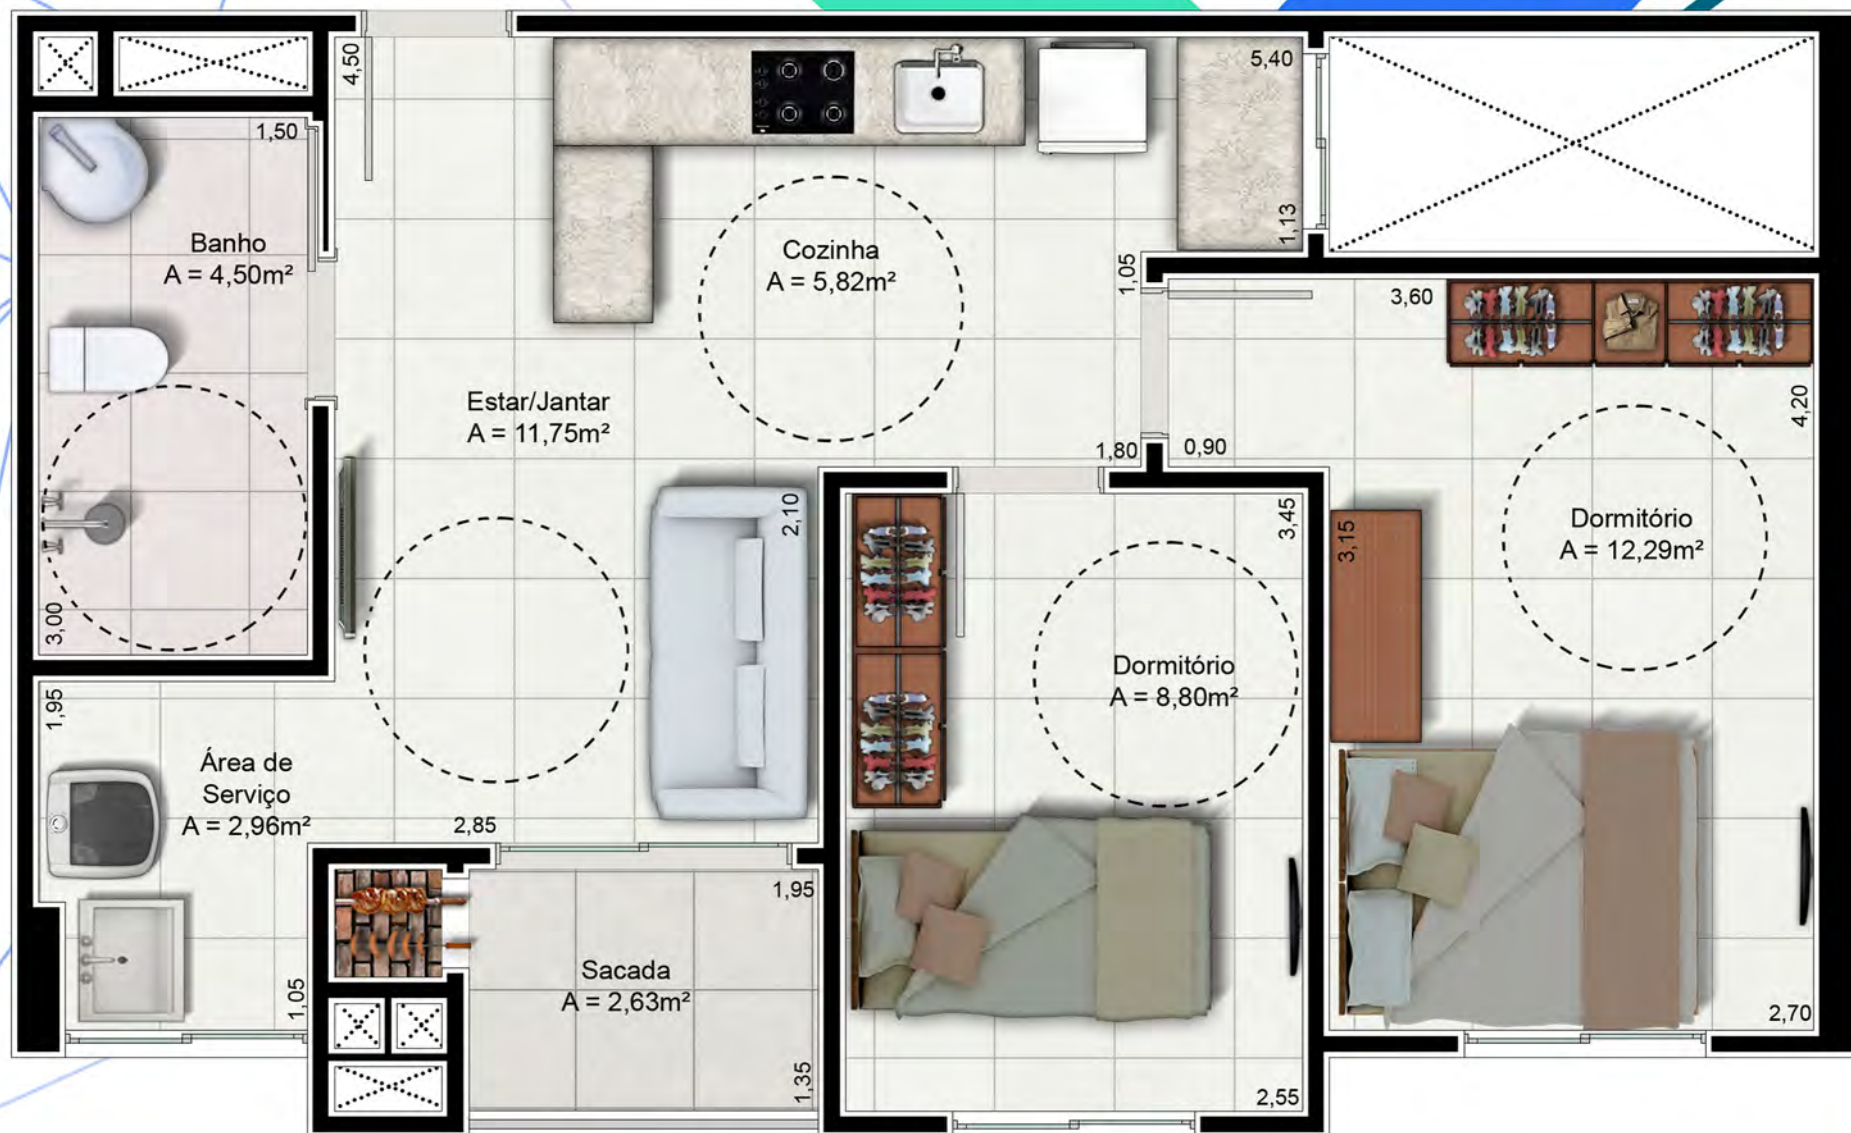 4,50
5,40
1,50
1,13
Banho
A = 4,50m²
Cozinha
A = 5,82m²
1,05
3,60
Estar/Jantar
A = 11,75m²
4,20
1,80
0,90
2,10
3,45
3,15
Dormitório
A = 12,29m²
3,00
Dormitório
A = 8,80m²
1,95
Área de
Serviço
A = 2,96m²
2,85
1,95
Sacada
A = 2,63m²
1,05
1,35
2,55
2,70